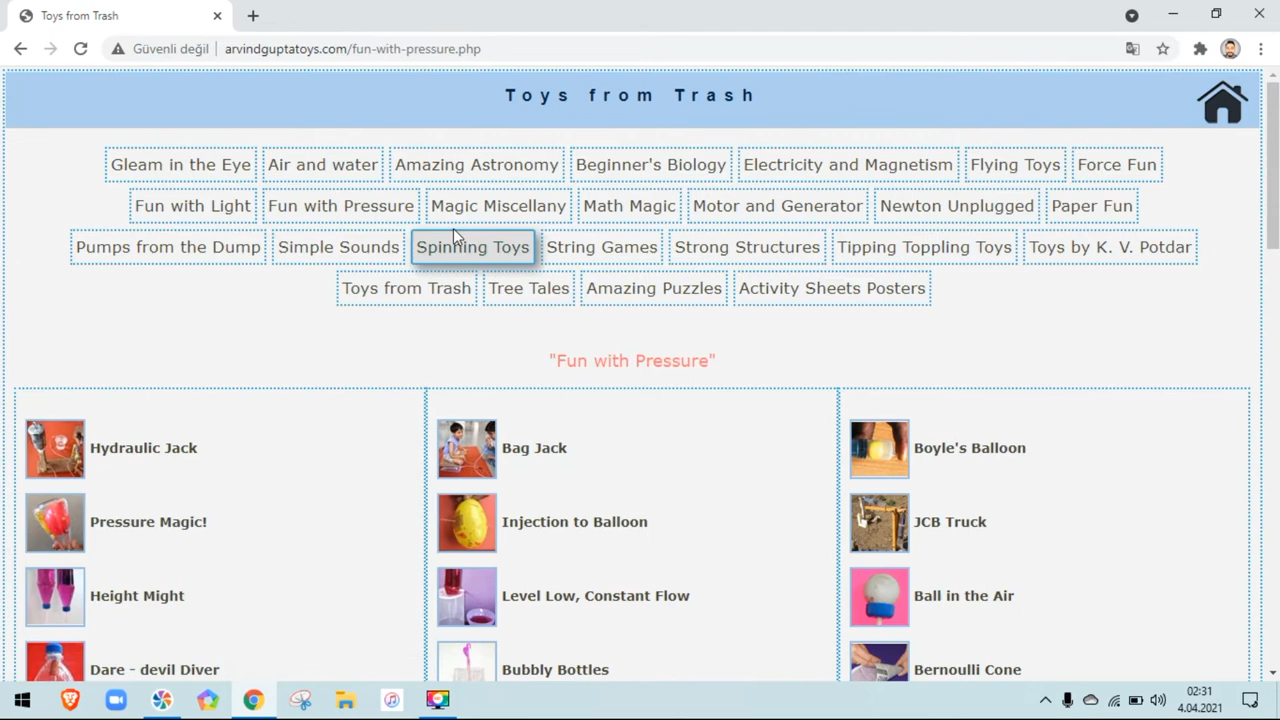 Toys from Trash
Güvenli değil arvindguptatoys.com/fun-with-pressure.php
Toys from Trash
Gleam in the Eye Air and water Amazing Astronomy Beginner's Biology Electricity and Magnetism Flying Toys Force Fun
Fun with Light Fun with Pressure Magic Miscellany Math Magic Motor and Generator Newton Unplugged Paper Fun
Pumps from the Dump Simple Sounds Spinning Toys String Games Strong Structures Tipping Toppling Toys Toys by K. V. Potdar
Toys from Trash Tree Tales Amazing Puzzles Activity Sheets Posters
"Fun with Pressure"
Hydraulic Jack Bag Jack Boyle's Balloon
Pressure Magic! Injection to Balloon JCB Truck
Height Might Level Low, Constant Flow Ball in the Air
Dare - devil Diver Bubbly Bottles Bernoulli Cone
02:31
4.04.2021